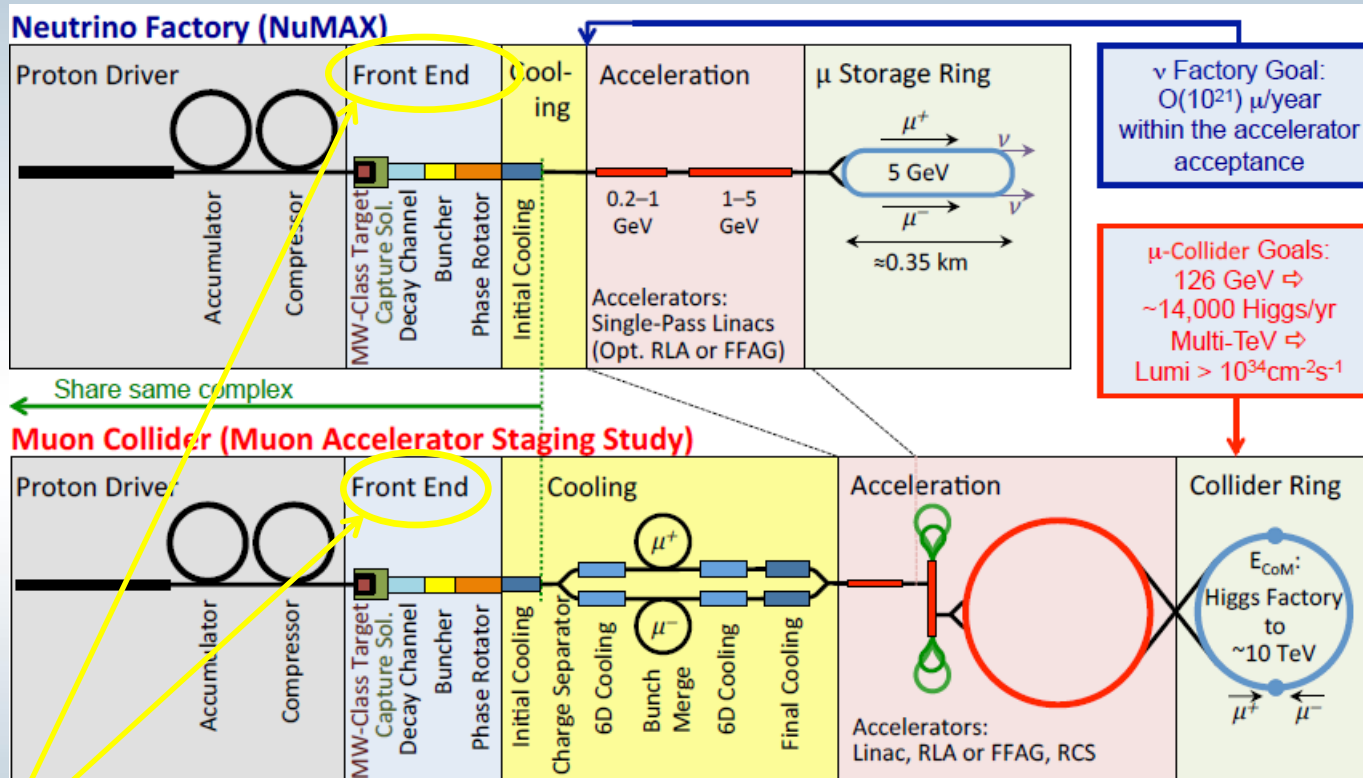 Neutrino Factory (NuMAX)
Proton Driver
Front End
Cool-
ing
Acceleration
μ Storage Ring
ν Factory Goal:
O(10²¹) μ/year
within the accelerator
acceptance
μ⁺
ν
5 GeV
μ⁻
ν
≈0.35 km
0.2–1
GeV
1–5
GeV
Accelerators:
Single-Pass Linacs
(Opt. RLA or FFAG)
Accumulator
Compressor
MW-Class Target
Capture Sol.
Decay Channel
Buncher
Phase Rotator
Initial Cooling
μ-Collider Goals:
126 GeV ⇨
~14,000 Higgs/yr
Multi-TeV ⇨
Lumi > 10³⁴cm⁻²s⁻¹
Share same complex
Muon Collider (Muon Accelerator Staging Study)
Proton Driver
Front End
Cooling
Acceleration
Collider Ring
μ⁺
μ⁻
E_CoM:
Higgs Factory
to
~10 TeV
μ⁺
μ⁻
Accumulator
Compressor
MW-Class Target
Capture Sol.
Decay Channel
Buncher
Phase Rotator
Initial Cooling
Charge Separator
6D Cooling
Bunch
Merge
6D Cooling
Final Cooling
Accelerators:
Linac, RLA or FFAG, RCS